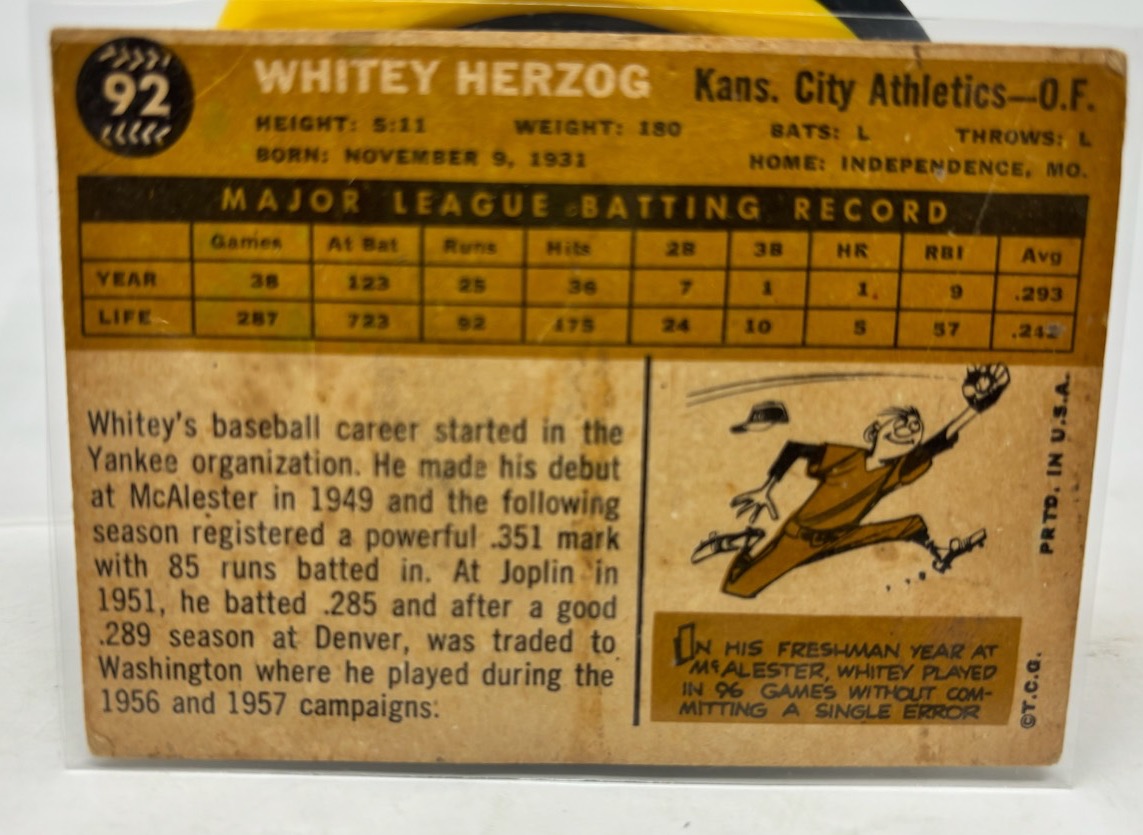 92
WHITEY HERZOG Kans. City Athletics—O.F.
HEIGHT: 5:11 WEIGHT: 180 BATS: L THROWS: L
BORN: NOVEMBER 9, 1931 HOME: INDEPENDENCE, MO.
MAJOR LEAGUE BATTING RECORD
Games At Bat Runs Hits 2B 3B HR RBI Avg
YEAR 38 123 25 36 7 1 1 9 .293
LIFE 287 723 92 175 24 10 5 57
Whitey's baseball career started in the
Yankee organization. He made his debut
at McAlester in 1949 and the following
season registered a powerful .351 mark
with 85 runs batted in. At Joplin in
1951, he batted .285 and after a good
.289 season at Denver, was traded to
Washington where he played during the
1956 and 1957 campaigns.
IN HIS FRESHMAN YEAR AT
McALESTER, WHITEY PLAYED
IN 96 GAMES WITHOUT COM-
MITTING A SINGLE ERROR
©T.C.G. PRTD. IN U.S.A.